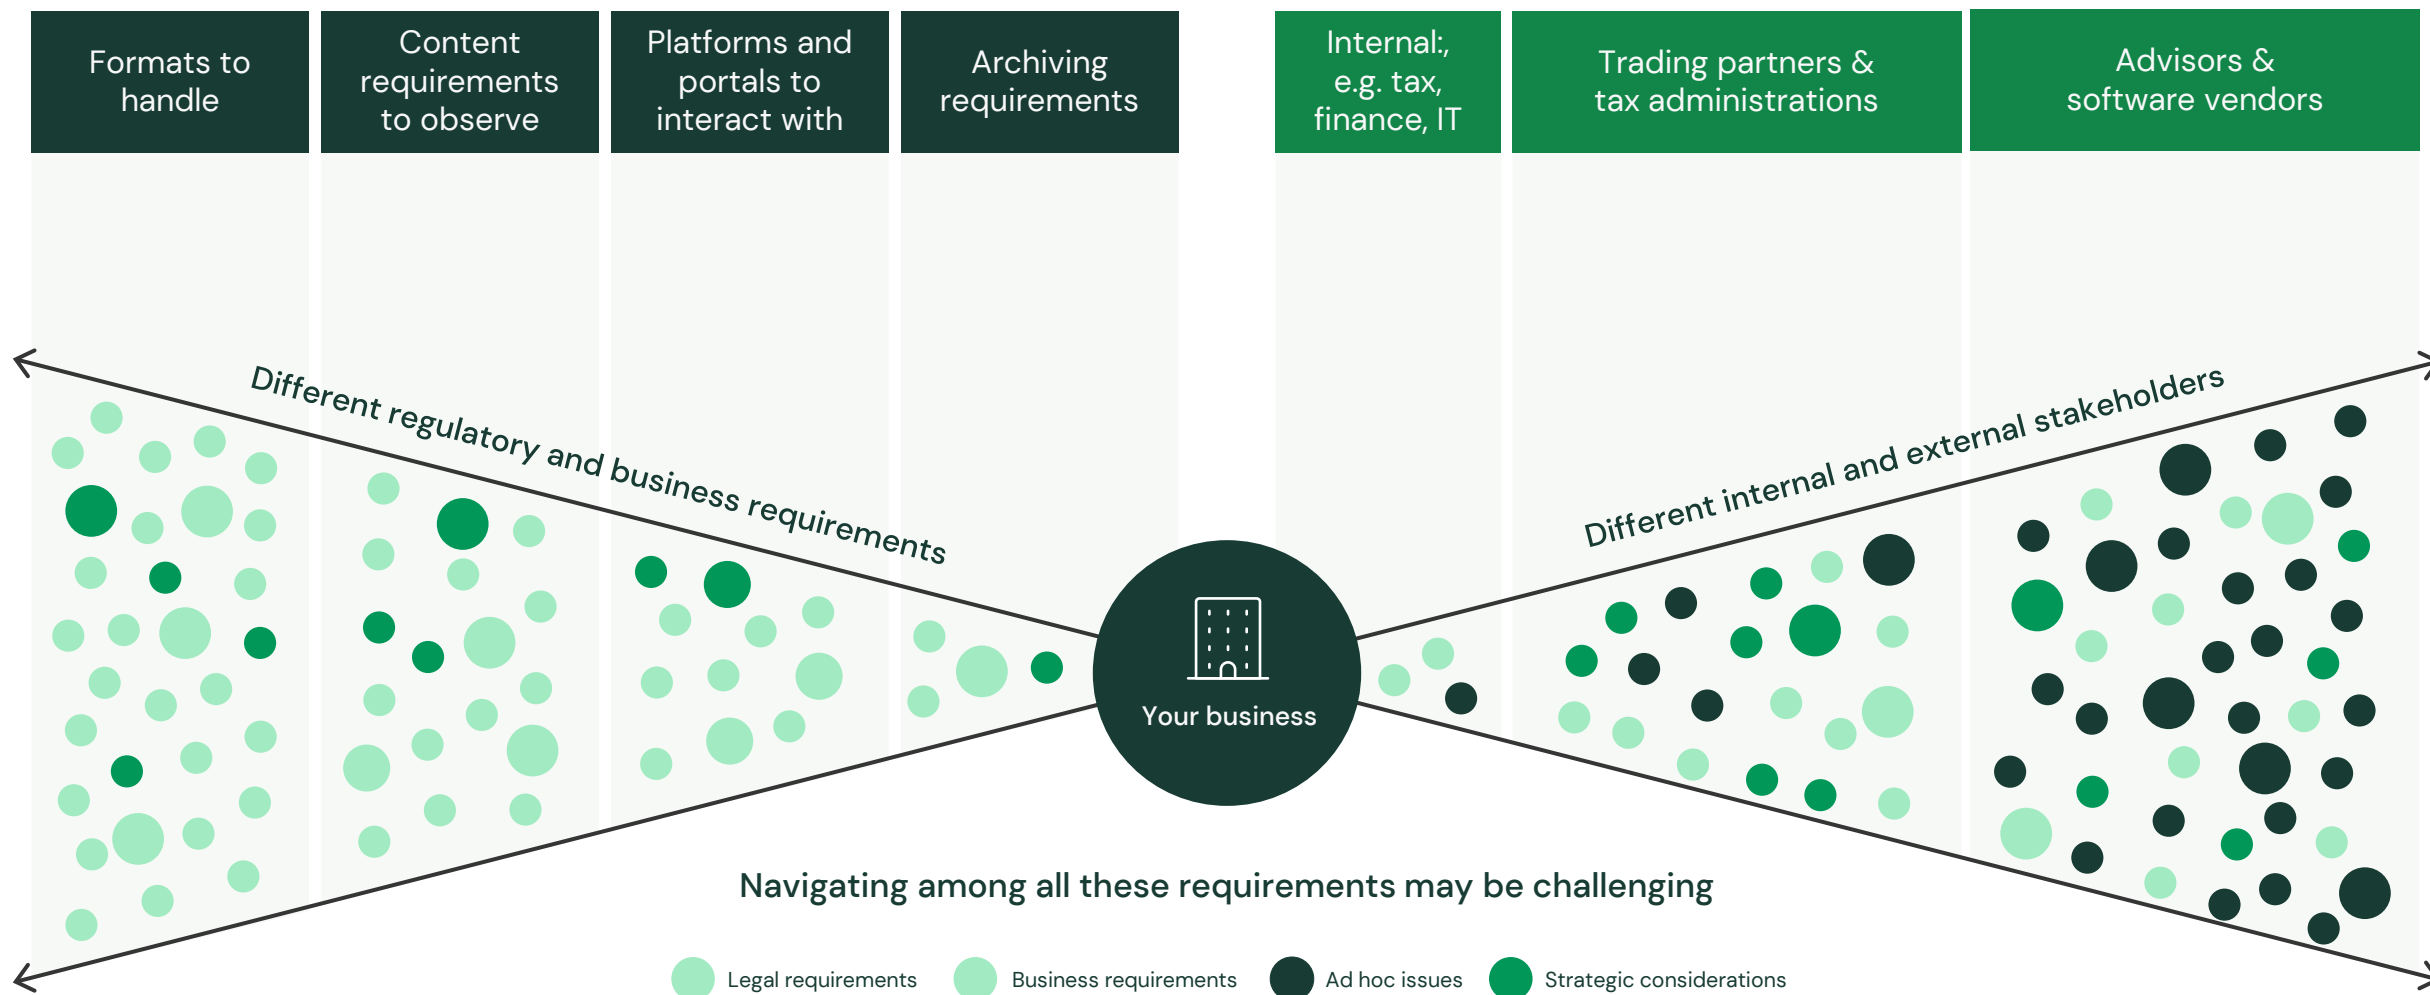 Formats to
handle
Content
requirements
to observe
Platforms and
portals to
interact with
Archiving
requirements
Internal:,
e.g. tax,
finance, IT
Trading partners &
tax administrations
Advisors &
software vendors
Different regulatory and business requirements
Different internal and external stakeholders
Your business
Navigating among all these requirements may be challenging
Legal requirements
Business requirements
Ad hoc issues
Strategic considerations